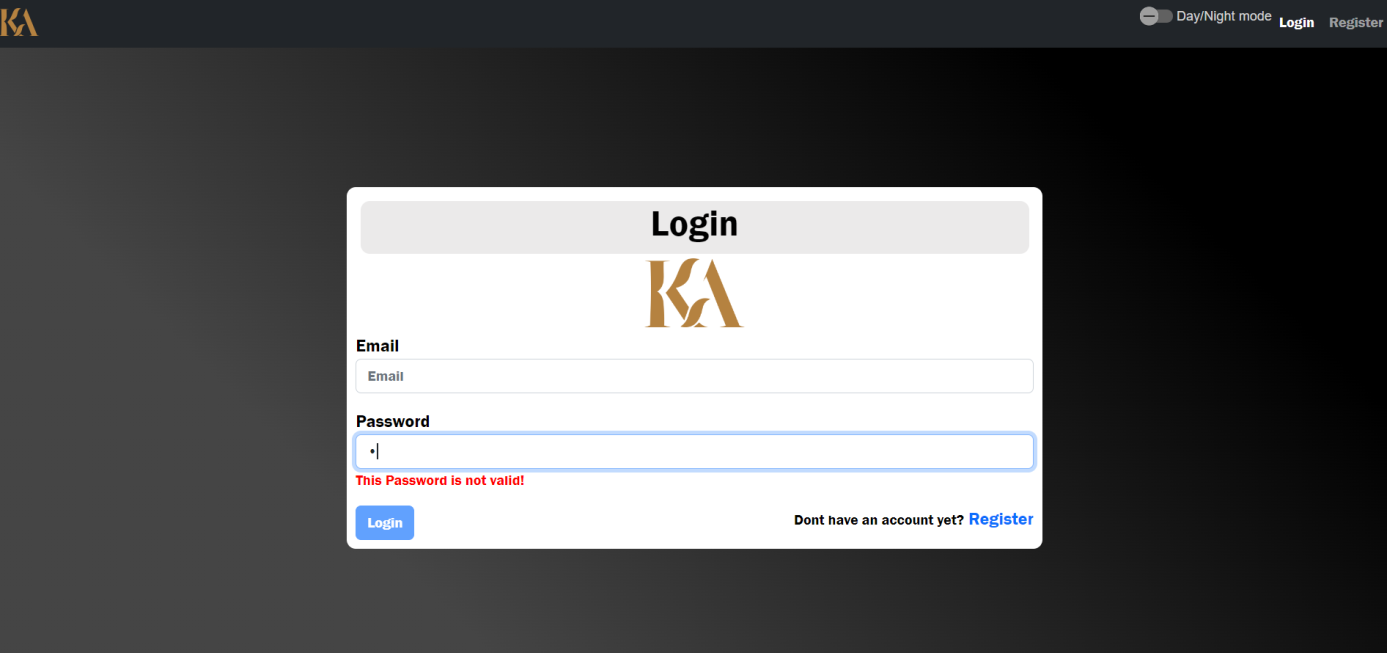 KA
Day/Night mode Login Register
Login
KA
Email
Email
Password
•
This Password is not valid!
Login
Dont have an account yet? Register